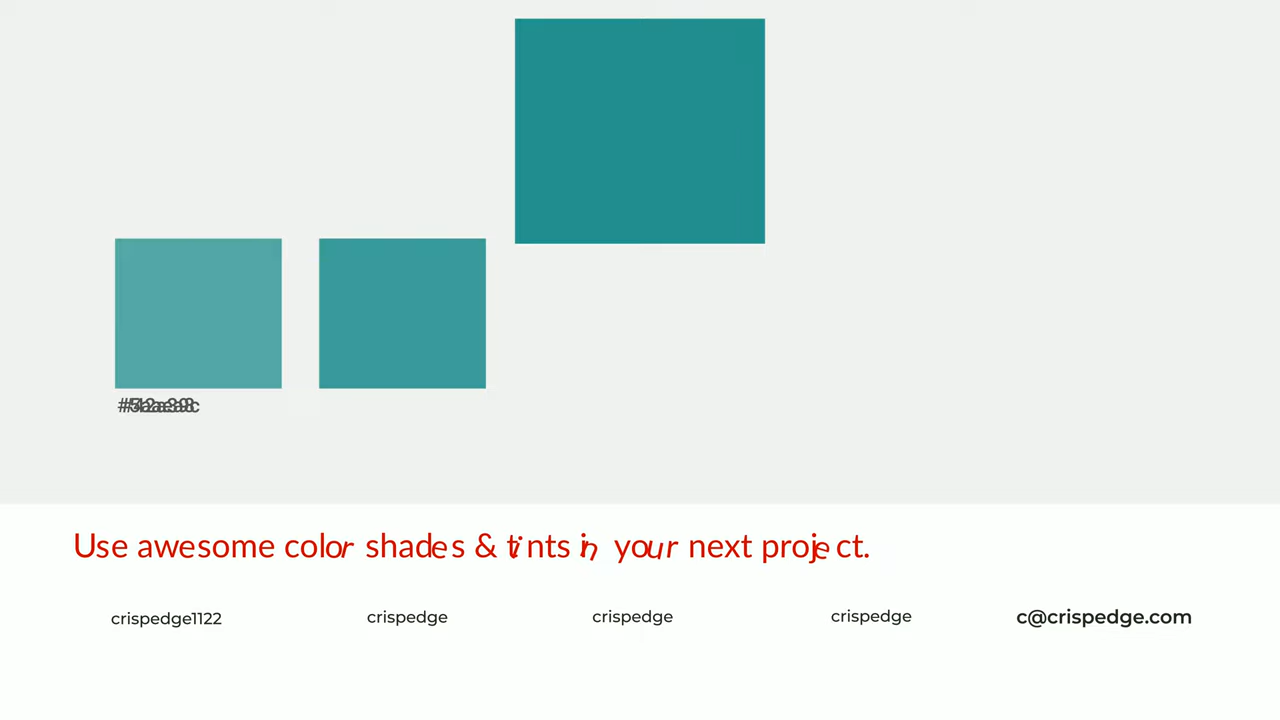 Use awesome color shades & tints in your next project.
crispedge1122 crispedge crispedge crispedge c@crispedge.com